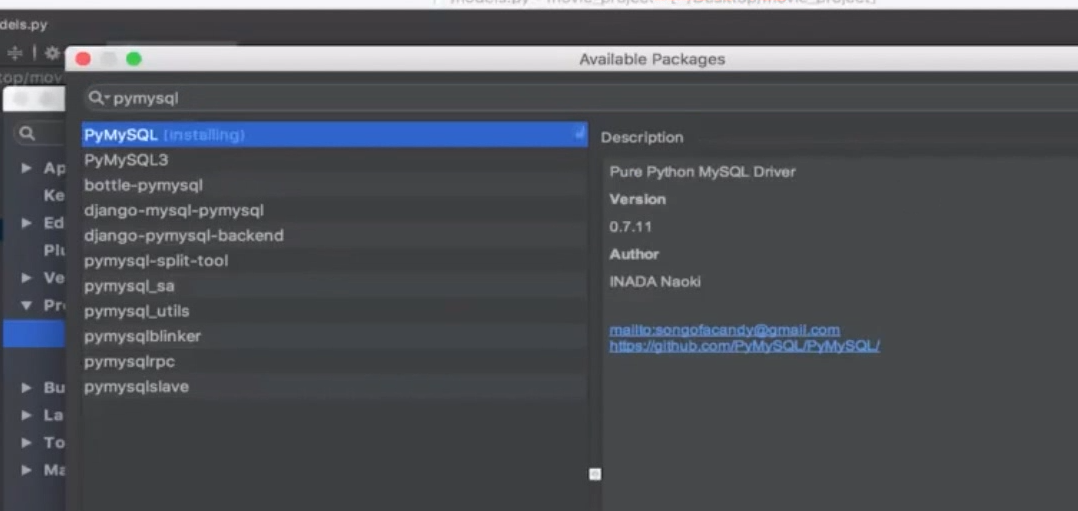 dels.py
Available Packages
top/mov
pymysql
PyMySQL (installing)
PyMySQL3
bottle-pymysql
django-mysql-pymysql
django-pymysql-backend
pymysql-split-tool
pymysql_sa
pymysql_utils
pymysqlblinker
pymysqlrpc
pymysqlslave
Description
Pure Python MySQL Driver
Version
0.7.11
Author
INADA Naoki
mailto:songofacandy@gmail.com
https://github.com/PyMySQL/PyMySQL/
Ap
Ke
Ed
Plu
Ve
Pr
Bu
La
To
Ma